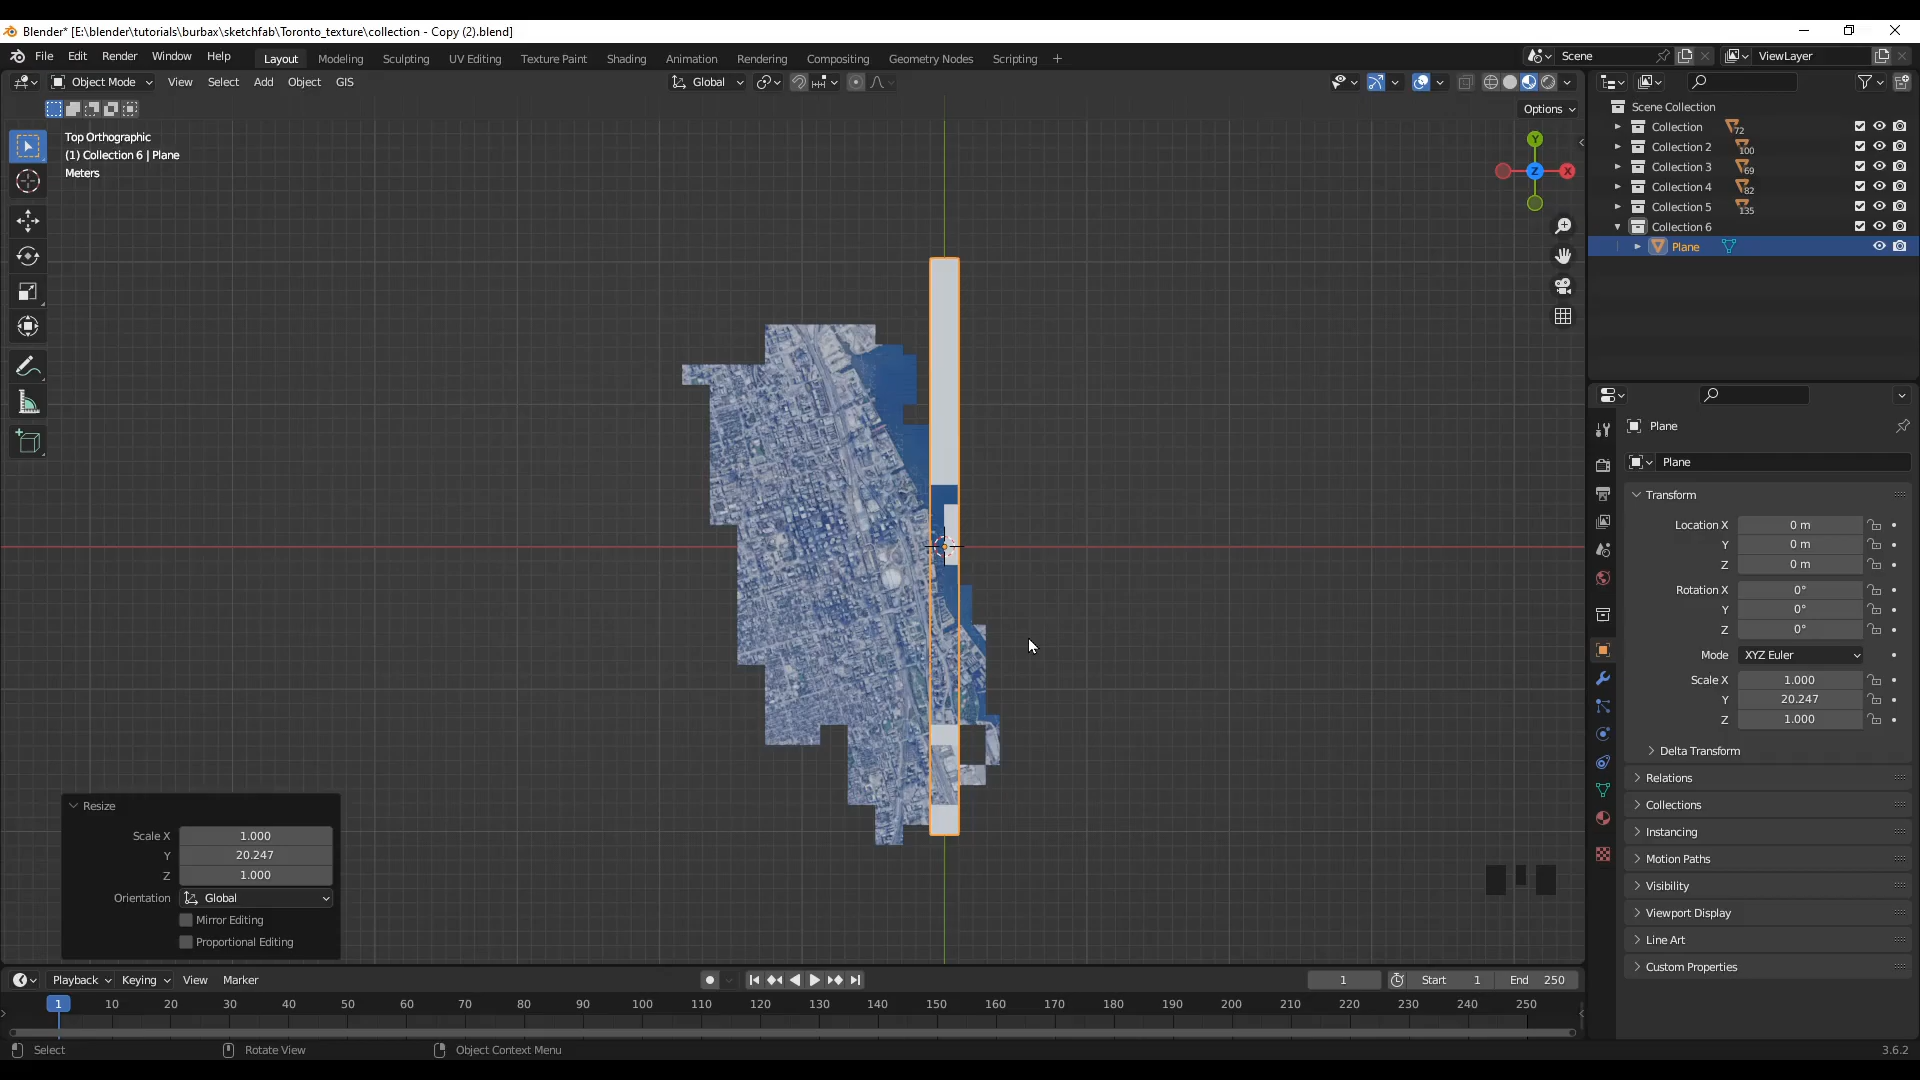 Blender* [E:\blender\tutorials\burbax\sketchfab\Toronto_texture\collection - Copy (2).blend]
File Edit Render Window Help Layout Modeling Sculpting UV Editing Texture Paint Shading Animation Rendering Compositing Geometry Nodes Scripting + Scene ViewLayer
Object Mode View Select Add Object GIS Global
Options
Top Orthographic
(1) Collection 6 | Plane
Meters
Y
X
Z
Scene Collection
Collection 72
Collection 2 100
Collection 3 69
Collection 4 82
Collection 5 135
Collection 6
Plane
Plane
Plane
Transform
Location X 0 m
Y 0 m
Z 0 m
Rotation X 0°
Y 0°
Z 0°
Mode XYZ Euler
Scale X 1.000
Y 20.247
Z 1.000
Delta Transform
Relations
Collections
Instancing
Motion Paths
Visibility
Viewport Display
Line Art
Custom Properties
Resize
Scale X 1.000
Y 20.247
Z 1.000
Orientation Global
Mirror Editing
Proportional Editing
Playback Keying View Marker 1 Start 1 End 250
1 10 20 30 40 50 60 70 80 90 100 110 120 130 140 150 160 170 180 190 200 210 220 230 240 250
Select Rotate View Object Context Menu 3.6.2